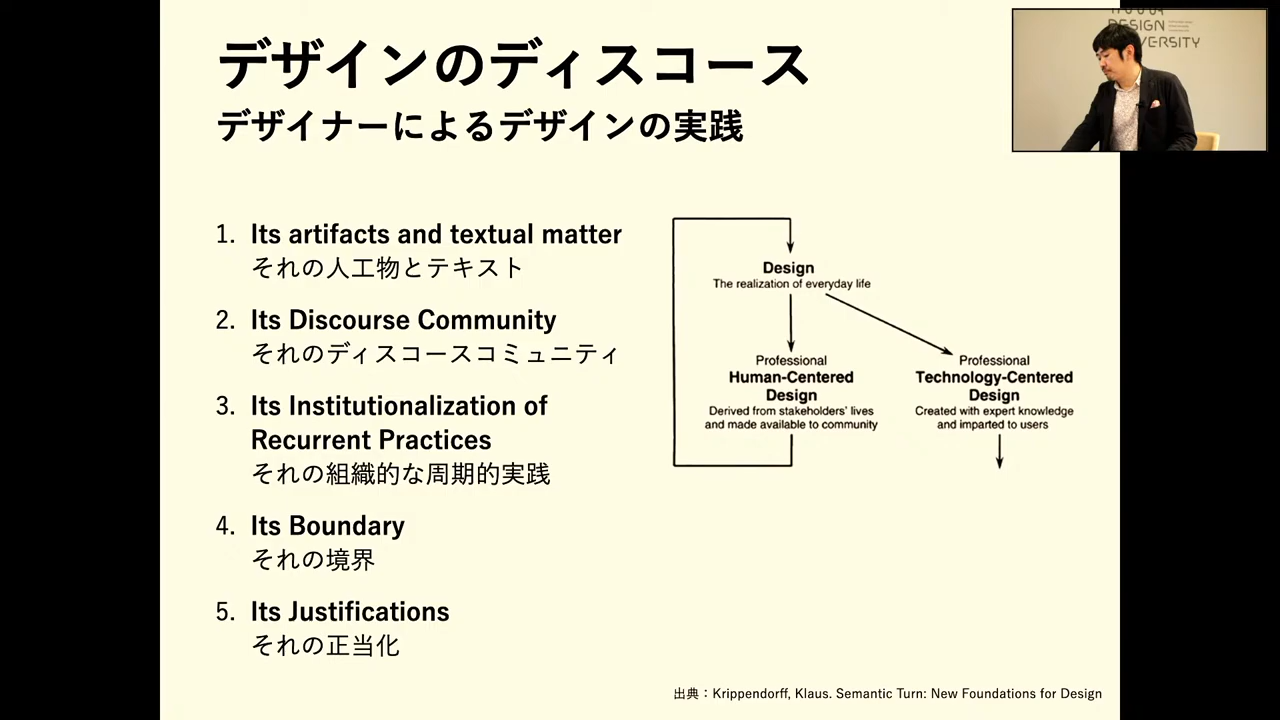 デザインのディスコース
デザイナーによるデザインの実践
1. Its artifacts and textual matter
それの人工物とテキスト
2. Its Discourse Community
それのディスコースコミュニティ
3. Its Institutionalization of
Recurrent Practices
それの組織的な周期的実践
4. Its Boundary
それの境界
5. Its Justifications
それの正当化
Design
The realization of everyday life
Professional
Human-Centered
Design
Derived from stakeholders' lives
and made available to community
Professional
Technology-Centered
Design
Created with expert knowledge
and imparted to users
出典：Krippendorff, Klaus. Semantic Turn: New Foundations for Design
DESIGN